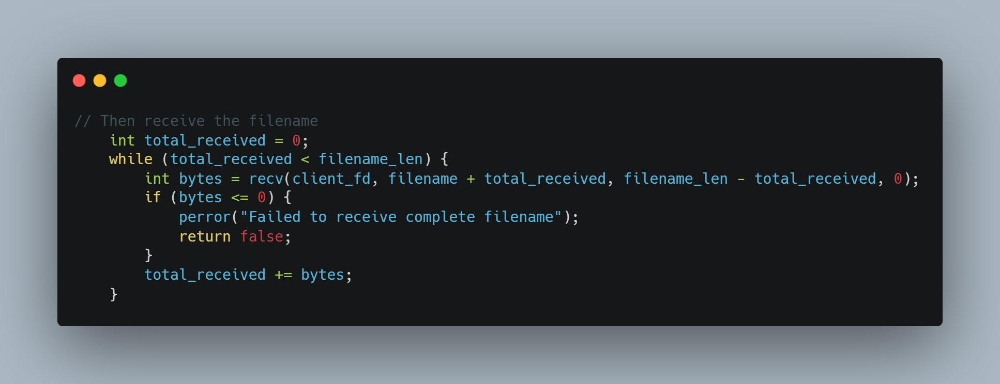 // Then receive the filename
    int total_received = 0;
    while (total_received < filename_len) {
        int bytes = recv(client_fd, filename + total_received, filename_len - total_received, 0);
        if (bytes <= 0) {
            perror("Failed to receive complete filename");
            return false;
        }
        total_received += bytes;
    }